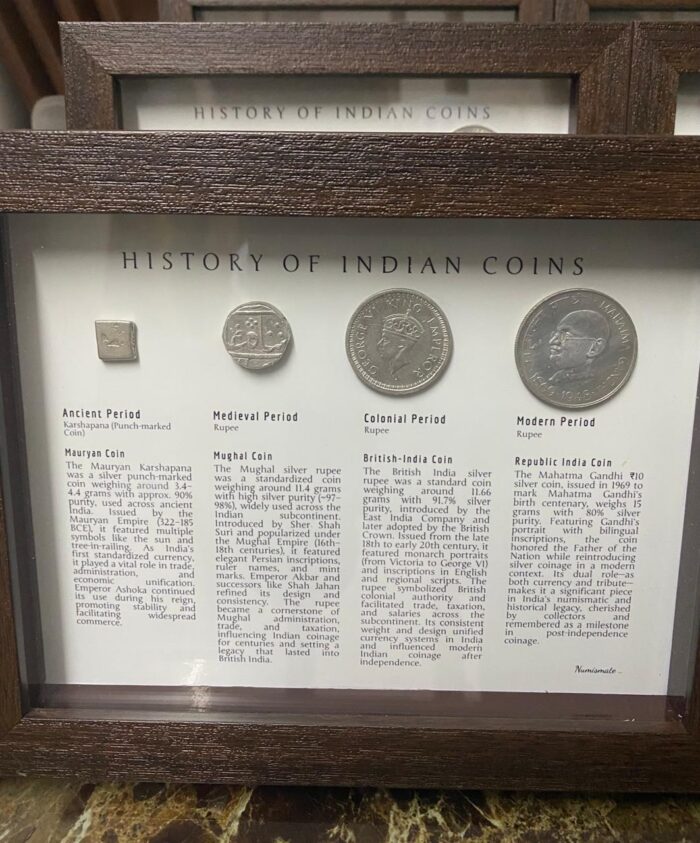 HISTORY OF INDIAN COINS
HISTORY OF INDIAN COINS
GEORGE VI KING EMPEROR
1948
Ancient Period
Karshapana (Punch-marked
Coin)
Mauryan Coin
The Mauryan Karshapana
was a silver punch-marked
coin weighing around 3.4–
4.4 grams with approx. 90%
purity, used across ancient
India. Issued by the
Mauryan Empire (322-185
BCE), it featured multiple
symbols like the sun and
tree-in-railing. As India's
first standardized currency,
it played a vital role in trade,
administration, and
economic unification.
Emperor Ashoka continued
its use during his reign,
promoting stability and
facilitating widespread
commerce.
Medieval Period
Rupee
Mughal Coin
The Mughal silver rupee
was a standardized coin
weighing around 11.4 grams
with high silver purity (~97–
98%), widely used across the
Indian subcontinent.
Introduced by Sher Shah
Suri and popularized under
the Mughal Empire (16th–
18th centuries), it featured
elegant Persian inscriptions,
ruler names, and mint
marks. Emperor Akbar and
successors like Shah Jahan
refined its design and
consistency. The rupee
became a cornerstone of
Mughal administration,
trade, and taxation,
influencing Indian coinage
for centuries and setting a
legacy that lasted into
British India.
Colonial Period
Rupee
British-India Coin
The British India silver
rupee was a standard coin
weighing around 11.66
grams with 91.7% silver
purity, introduced by the
East India Company and
later adopted by the British
Crown. Issued from the late
18th to early 20th century, it
featured monarch portraits
(from Victoria to George VI)
and inscriptions in English
and regional scripts. The
rupee symbolized British
colonial authority and
facilitated trade, taxation,
and salaries across the
subcontinent. Its consistent
weight and design unified
currency systems in India
and influenced modern
Indian coinage after
independence.
Modern Period
Rupee
Republic India Coin
The Mahatma Gandhi ₹10
silver coin, issued in 1969 to
mark Mahatma Gandhi's
birth centenary, weighs 15
grams with 80% silver
purity. Featuring Gandhi's
portrait with bilingual
inscriptions, the coin
honored the Father of the
Nation while reintroducing
silver coinage in a modern
context. Its dual role—as
both currency and tribute—
makes it a significant piece
in India's numismatic and
historical legacy, cherished
by collectors and
remembered as a milestone
in post-independence
coinage.
Numismate